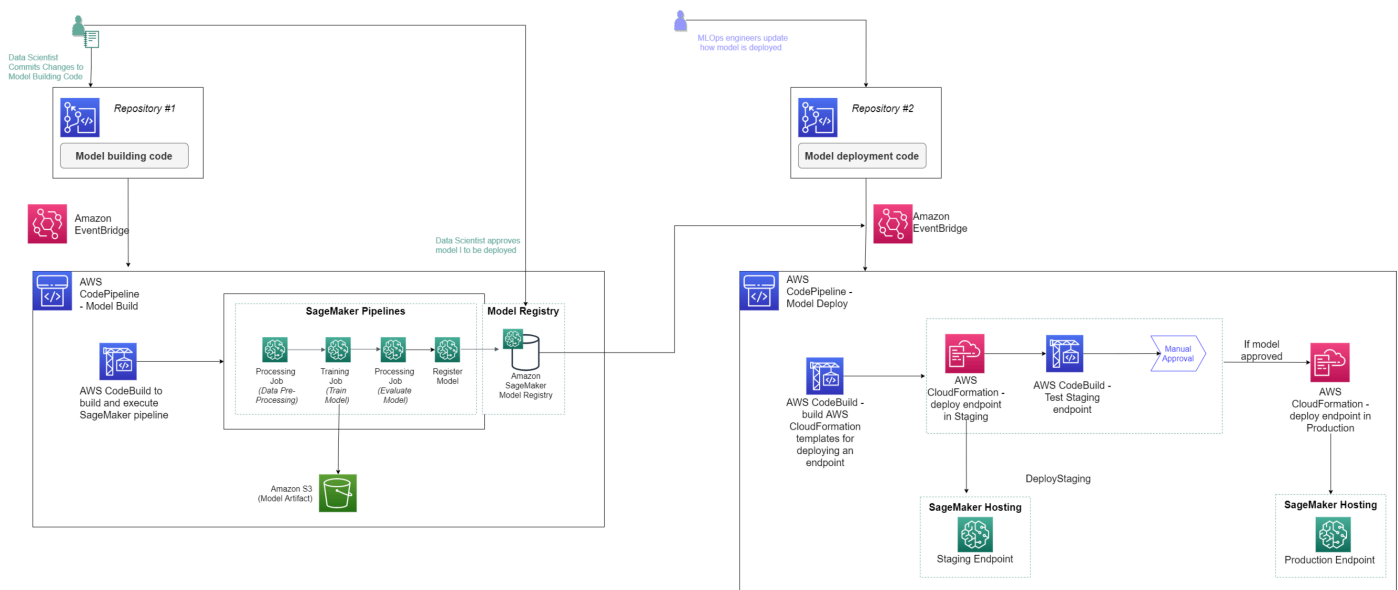 Data Scientist
Commits Changes to
Model Building Code
MLOps engineers update
how model is deployed
Repository #1
Model building code
Repository #2
Model deployment code
Amazon
EventBridge
Amazon
EventBridge
Data Scientist approves
model I to be deployed
AWS
CodePipeline
- Model Build
SageMaker Pipelines
Model Registry
Processing
Job
(Data Pre-
Processing)
Training
Job
(Train
Model)
Processing
Job
(Evaluate
Model)
Register
Model
Amazon
SageMaker
Model Registry
AWS CodeBuild to
build and execute
SageMaker pipeline
Amazon S3
(Model Artifact)
AWS
CodePipeline -
Model Deploy
AWS CodeBuild -
build AWS
CloudFormation
templates for
deploying an
endpoint
AWS
CloudFormation -
deploy endpoint
in Staging
AWS CodeBuild -
Test Staging
endpoint
Manual
Approval
If model
approved
AWS
CloudFormation -
deploy endpoint in
Production
DeployStaging
SageMaker Hosting
Staging Endpoint
SageMaker Hosting
Production Endpoint